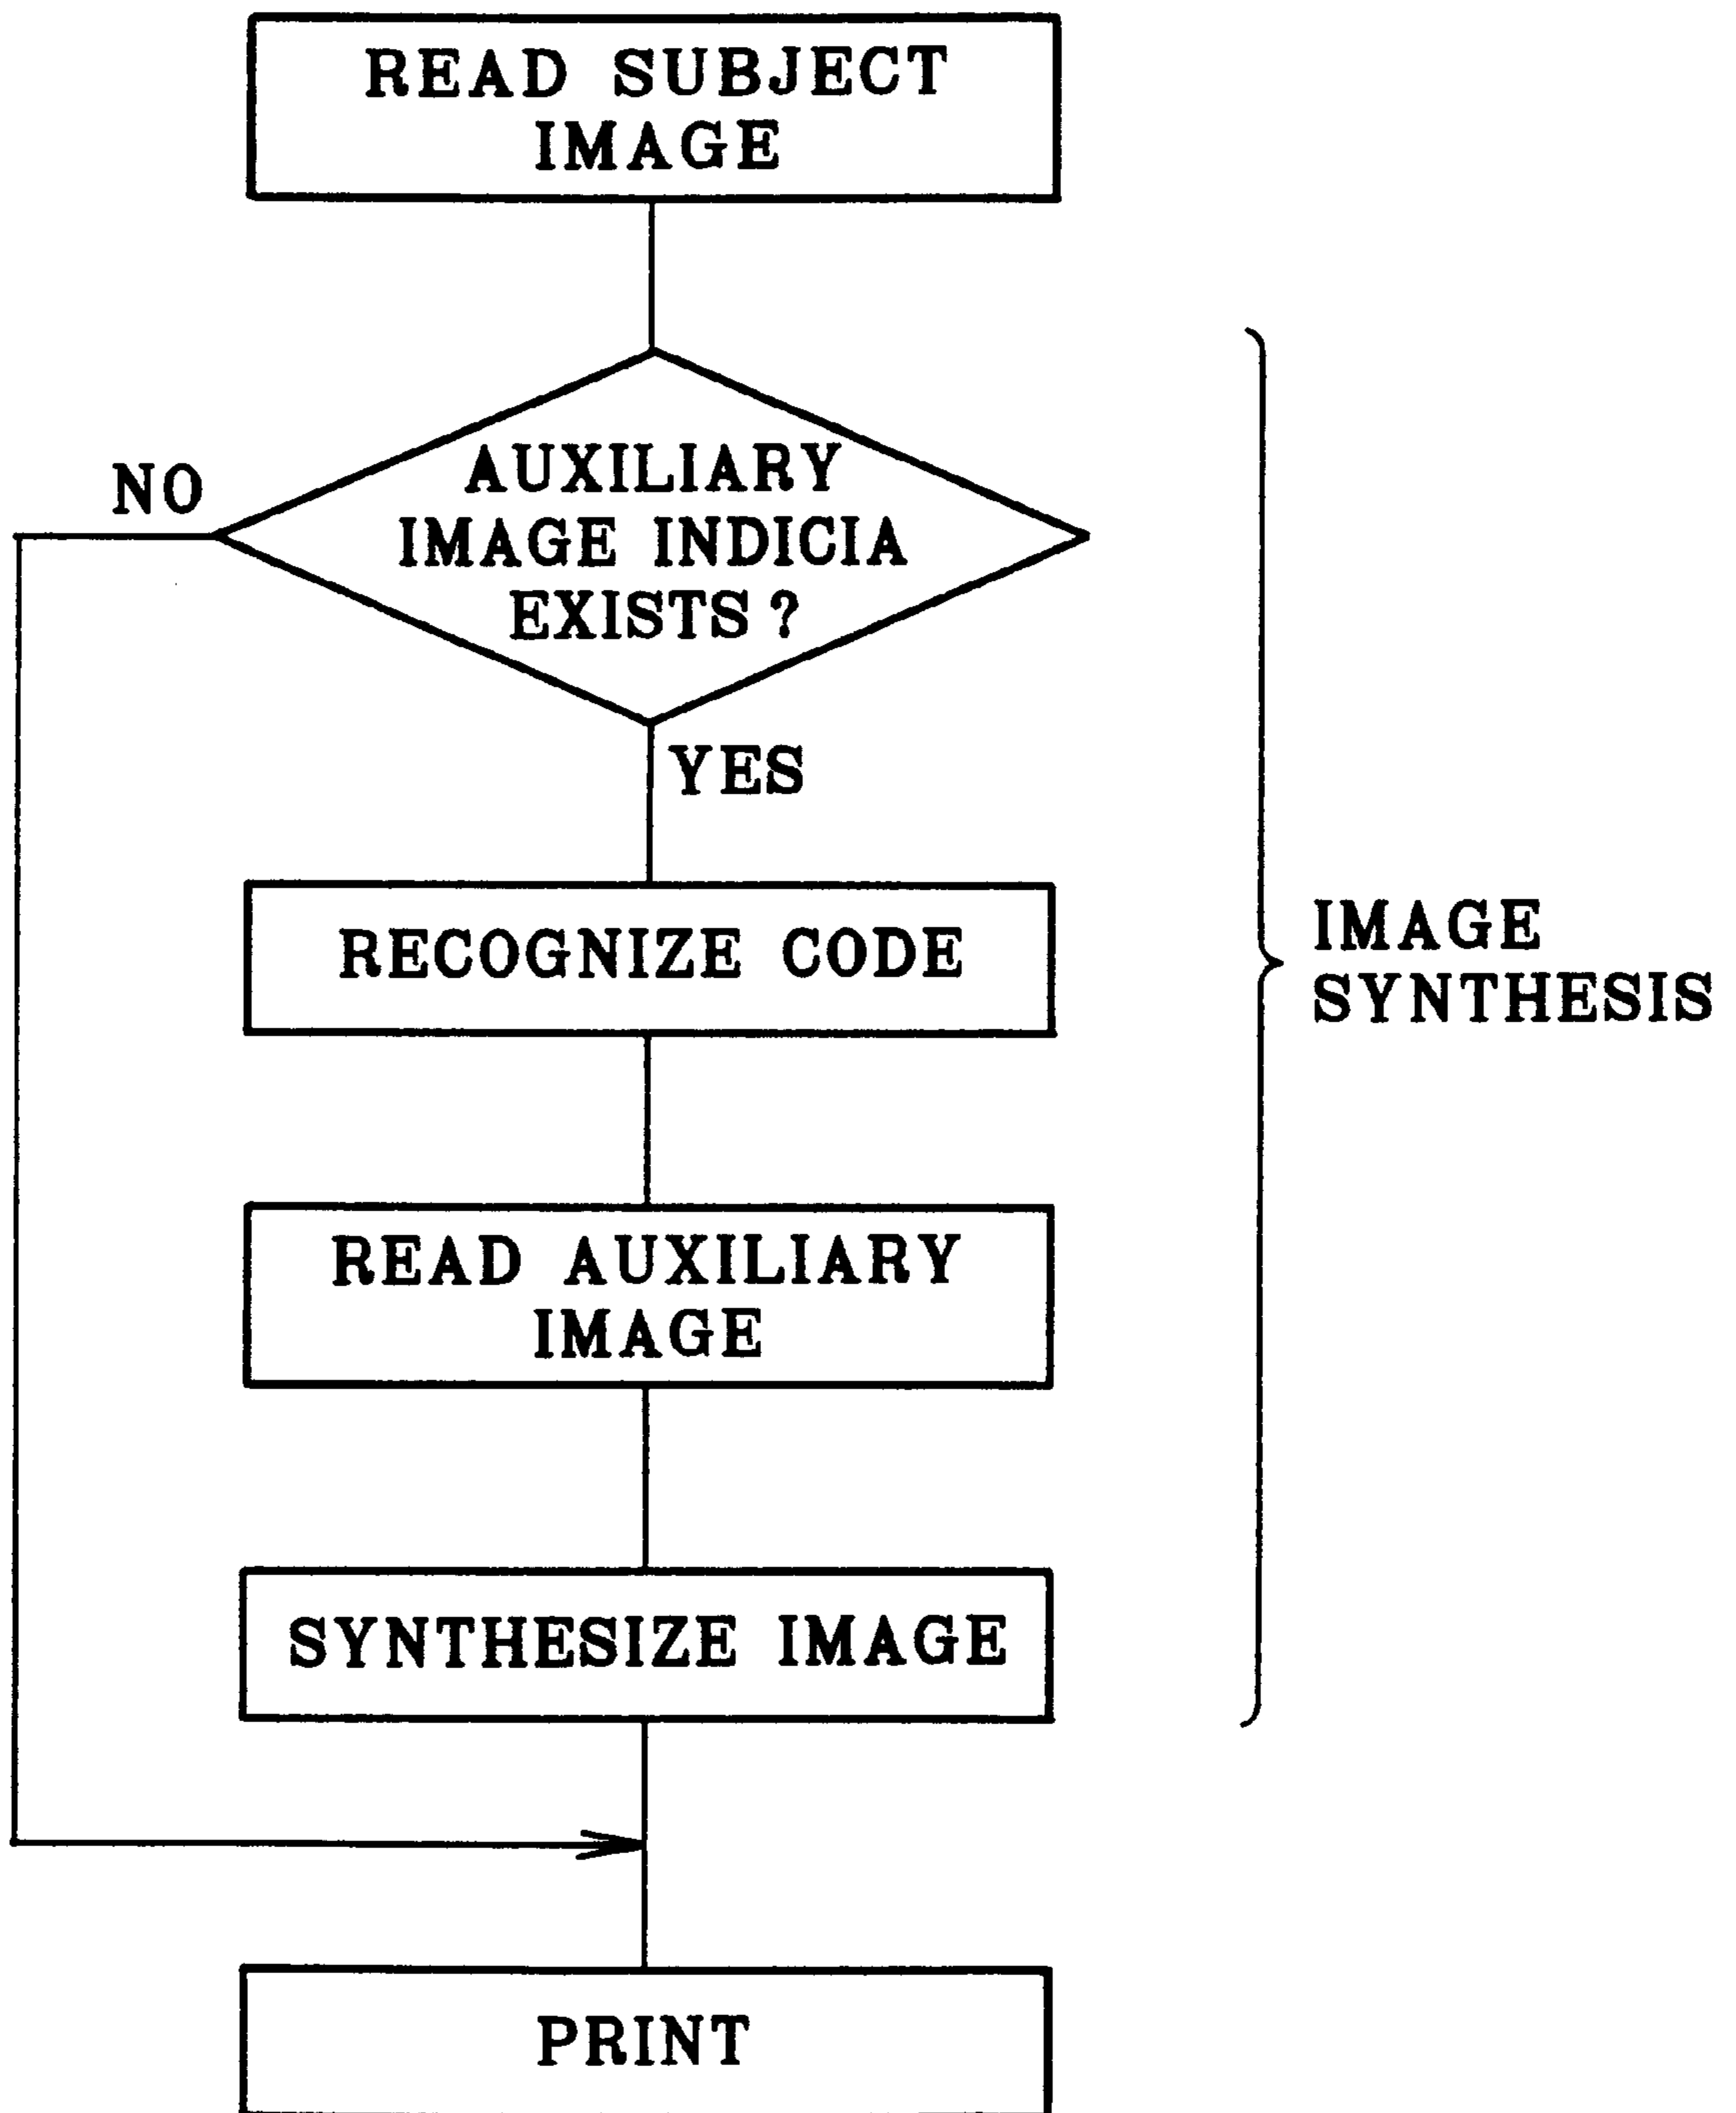 READ SUBJECT
IMAGE
AUXILIARY
IMAGE INDICIA
EXISTS ?
NO
YES
RECOGNIZE CODE
IMAGE
SYNTHESIS
READ AUXILIARY
IMAGE
SYNTHESIZE IMAGE
PRINT